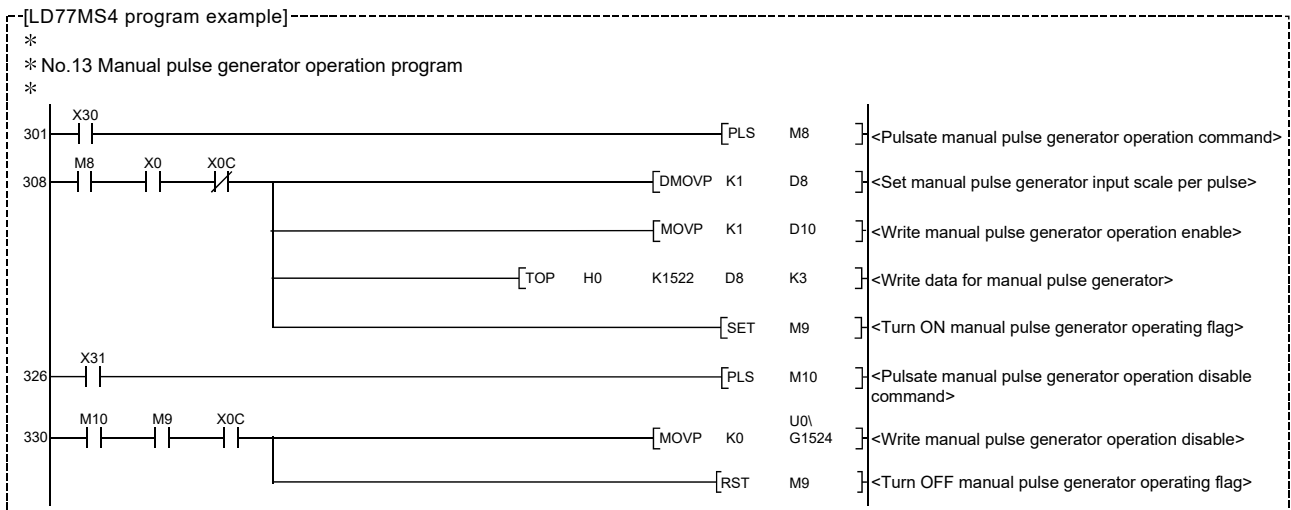 [LD77MS4 program example]
*
* No.13 Manual pulse generator operation program
*
X30
301 [PLS M8 ] <Pulsate manual pulse generator operation command>
M8 X0 X0C
308 [DMOVP K1 D8 ] <Set manual pulse generator input scale per pulse>
[MOVP K1 D10 ] <Write manual pulse generator operation enable>
[TOP H0 K1522 D8 K3 ] <Write data for manual pulse generator>
[SET M9 ] <Turn ON manual pulse generator operating flag>
X31
326 [PLS M10 ] <Pulsate manual pulse generator operation disable
command>
M10 M9 X0C U0\
330 [MOVP K0 G1524 ] <Write manual pulse generator operation disable>
[RST M9 ] <Turn OFF manual pulse generator operating flag>